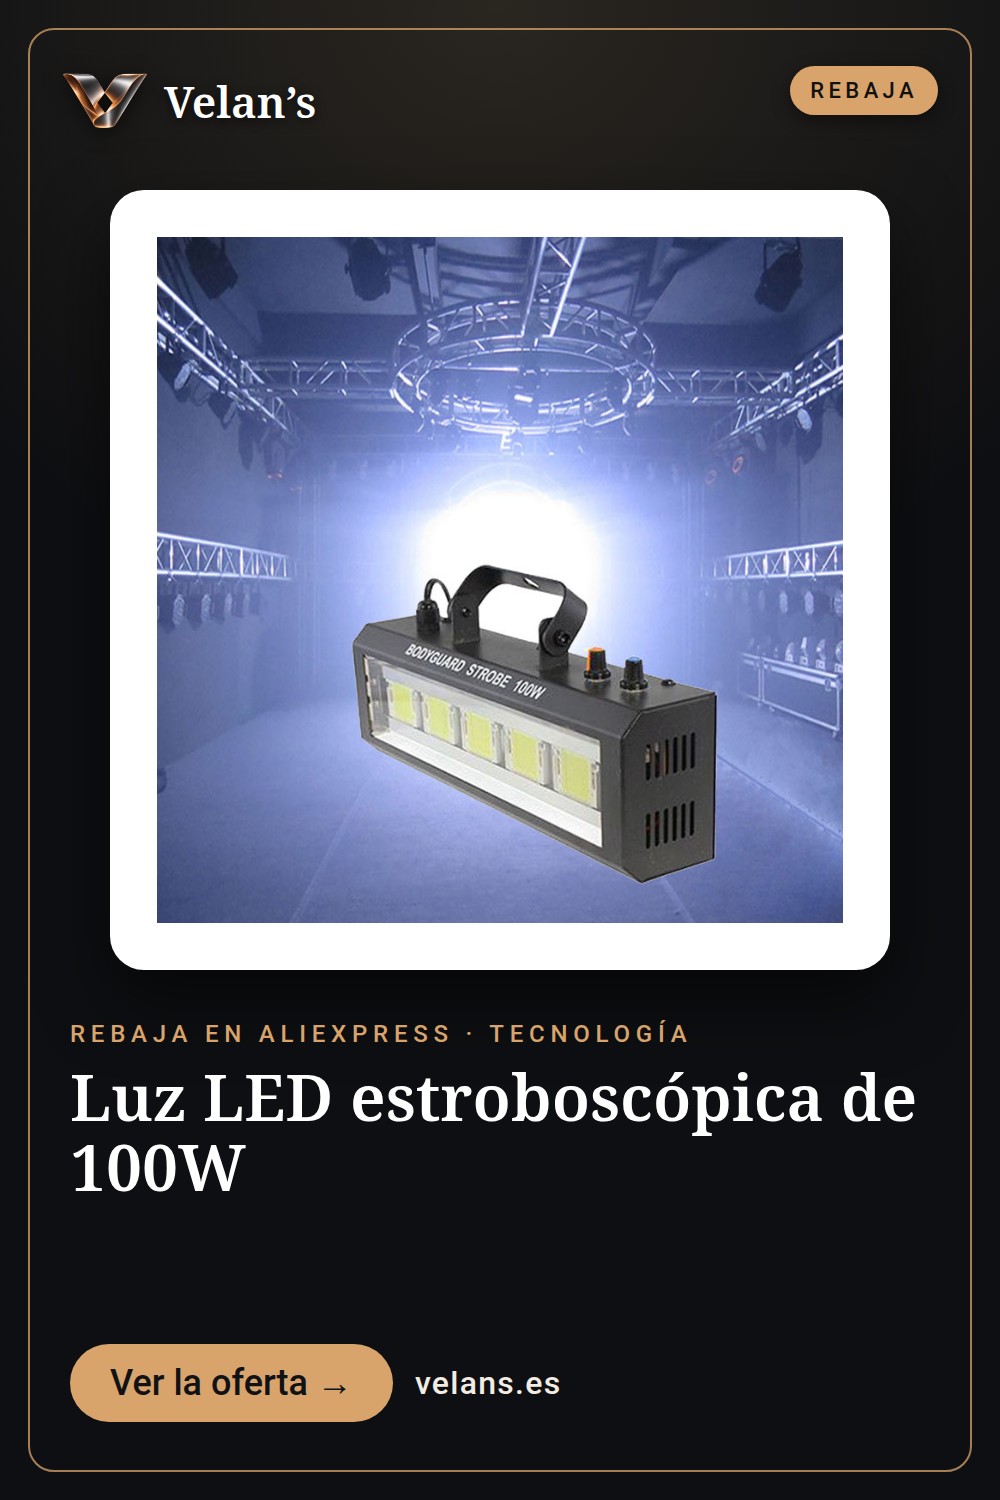 Velan’s
REBAJA
BODYGUARD STROBE 100W
REBAJA EN ALIEXPRESS · TECNOLOGÍA
Luz LED estroboscópica de
100W
Ver la oferta →
velans.es